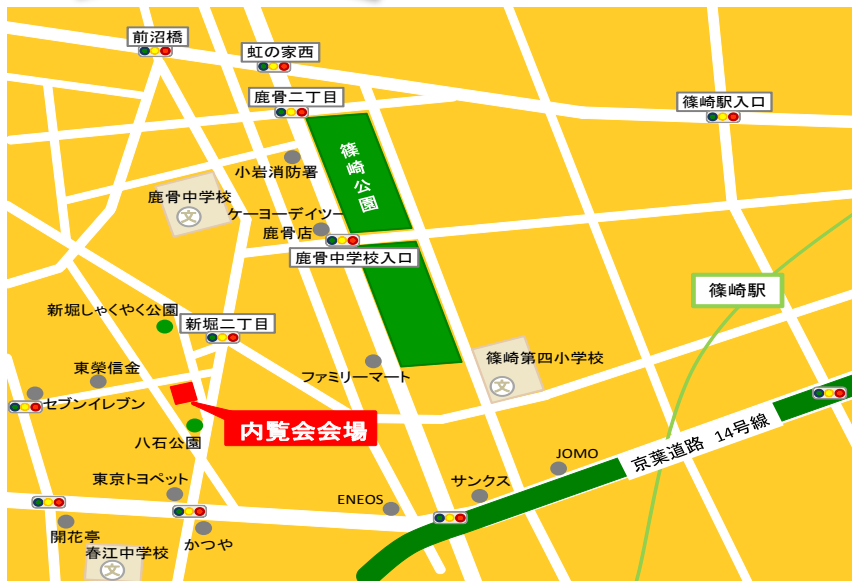 前沼橋
虹の家西
鹿骨二丁目
篠崎駅入口
篠崎公園
小岩消防署
鹿骨中学校
文
ケーヨーデイツー
鹿骨店
鹿骨中学校入口
篠崎駅
新堀しゃくやく公園
新堀二丁目
東榮信金
ファミリーマート
篠崎第四小学校
文
セブンイレブン
内覧会会場
八石公園
京葉道路 14号線
JOMO
サンクス
東京トヨペット
ENEOS
開花亭
かつや
春江中学校
文